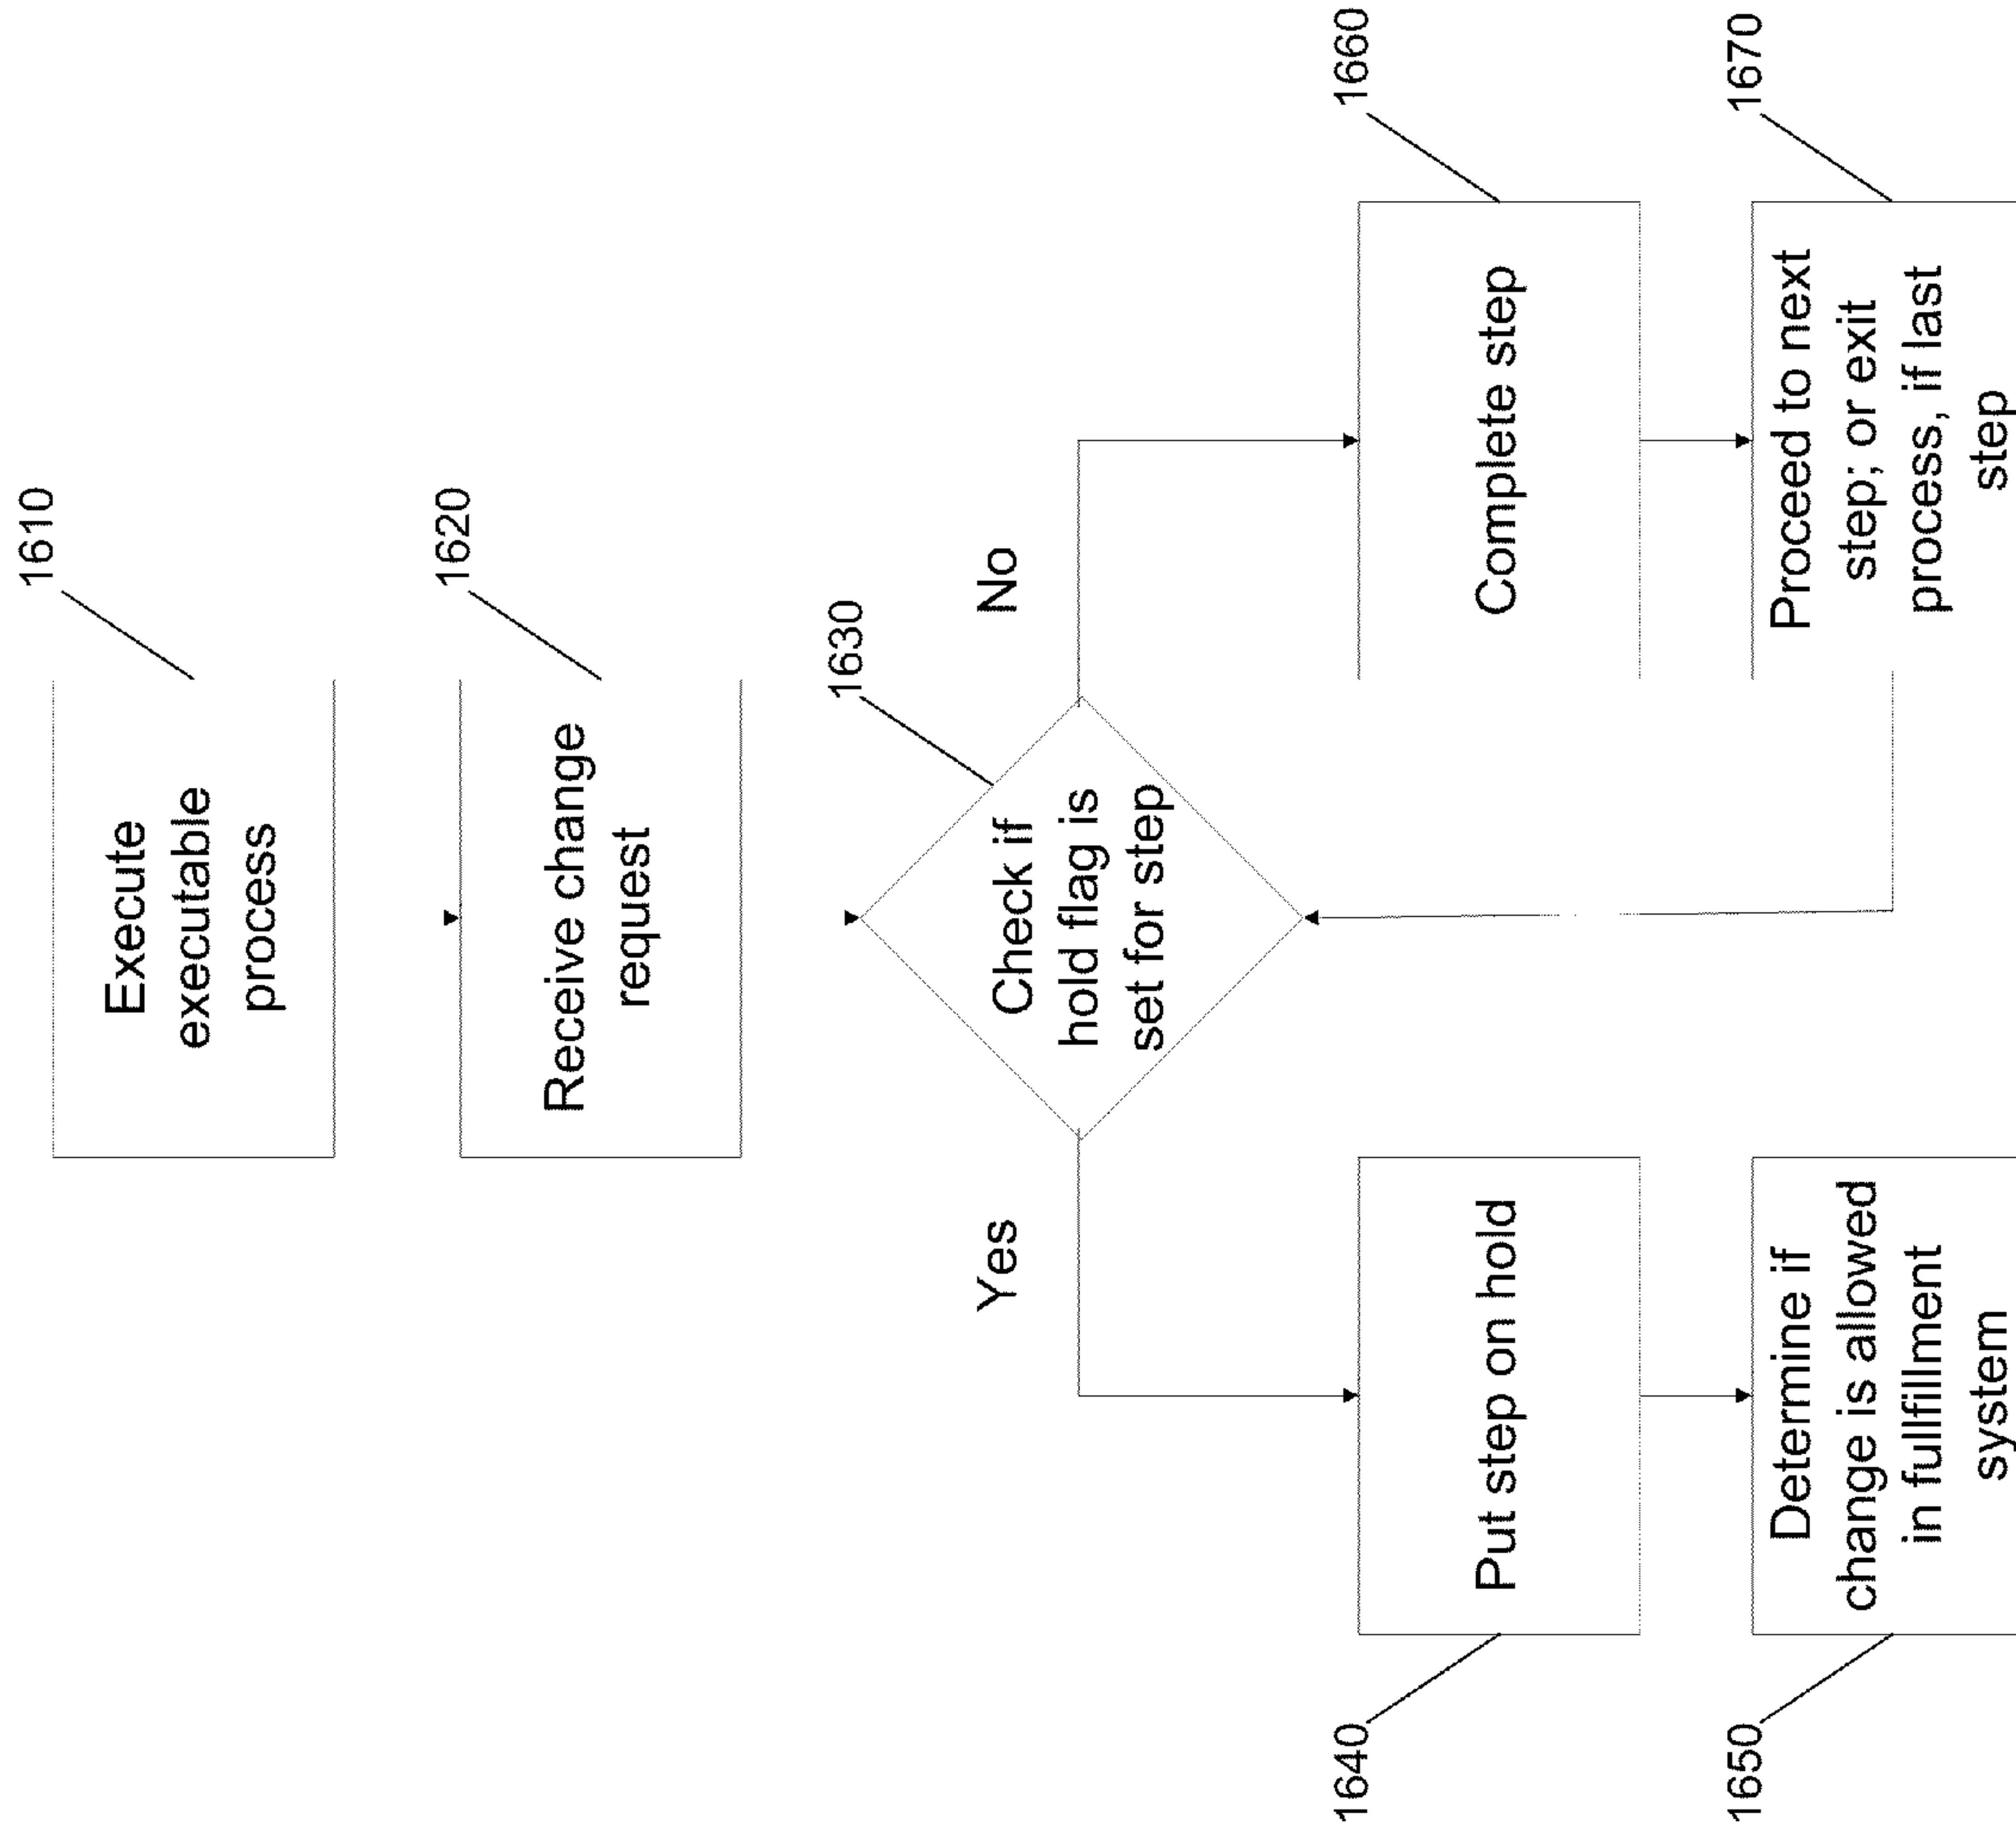 1610
Execute
executable
process
1620
Receive change
request
1630
Check if
hold flag is
set for step
Yes
No
1640
Put step on hold
1660
Complete step
1650
Determine if
change is allowed
in fullfillment
system
1670
Proceed to next
step; or exit
process, if last
step